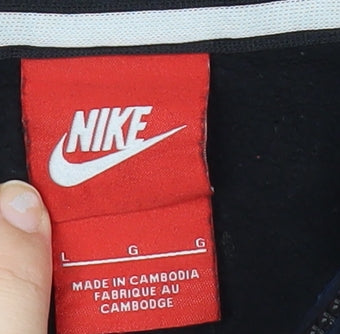 NIKE
L G G
MADE IN CAMBODIA
FABRIQUE AU
CAMBODGE